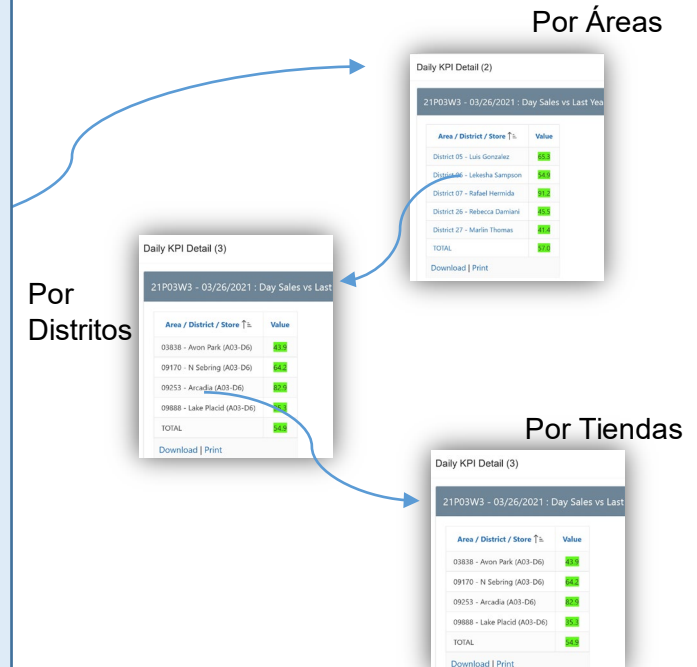 Por Áreas
Daily KPI Detail (2)
21P03W3 - 03/26/2021 : Day Sales vs Last Yea
Area / District / Store Value
District 05 - Luis Gonzalez 65.3
District 06 - Lekesha Sampson 54.9
District 07 - Rafael Hermida 91.2
District 26 - Rebecca Damiani 45.5
District 27 - Marlin Thomas 41.4
TOTAL 57.0
Download | Print
Por
Distritos
Daily KPI Detail (3)
21P03W3 - 03/26/2021 : Day Sales vs Last
Area / District / Store Value
03838 - Avon Park (A03-D6) 43.9
09170 - N Sebring (A03-D6) 64.2
09253 - Arcadia (A03-D6) 82.9
09888 - Lake Placid (A03-D6) 35.3
TOTAL 54.9
Download | Print
Por Tiendas
Daily KPI Detail (3)
21P03W3 - 03/26/2021 : Day Sales vs Last
Area / District / Store Value
03838 - Avon Park (A03-D6) 43.9
09170 - N Sebring (A03-D6) 64.2
09253 - Arcadia (A03-D6) 82.9
09888 - Lake Placid (A03-D6) 35.3
TOTAL 54.9
Download | Print